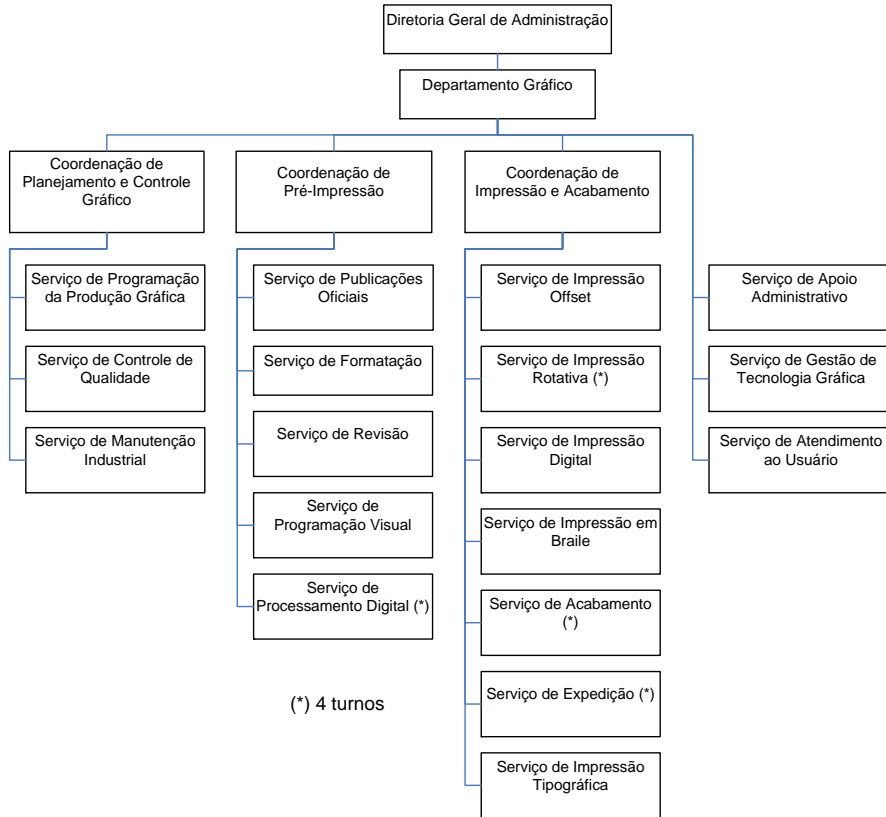 Diretoria Geral de Administração
Departamento Gráfico
Coordenação de
Planejamento e Controle
Gráfico
Serviço de Programação
da Produção Gráfica
Serviço de Controle de
Qualidade
Serviço de Manutenção
Industrial
Coordenação de
Pré-Impressão
Serviço de Publicações
Oficiais
Serviço de Formatação
Serviço de Revisão
Serviço de
Programação Visual
Serviço de
Processamento Digital (*)
Coordenação de
Impressão e Acabamento
Serviço de Impressão
Offset
Serviço de Impressão
Rotativa (*)
Serviço de Impressão
Digital
Serviço de Impressão em
Braile
Serviço de Acabamento
(*)
Serviço de Expedição (*)
Serviço de Impressão
Tipográfica
Serviço de Apoio
Administrativo
Serviço de Gestão de
Tecnologia Gráfica
Serviço de Atendimento
ao Usuário
(*) 4 turnos